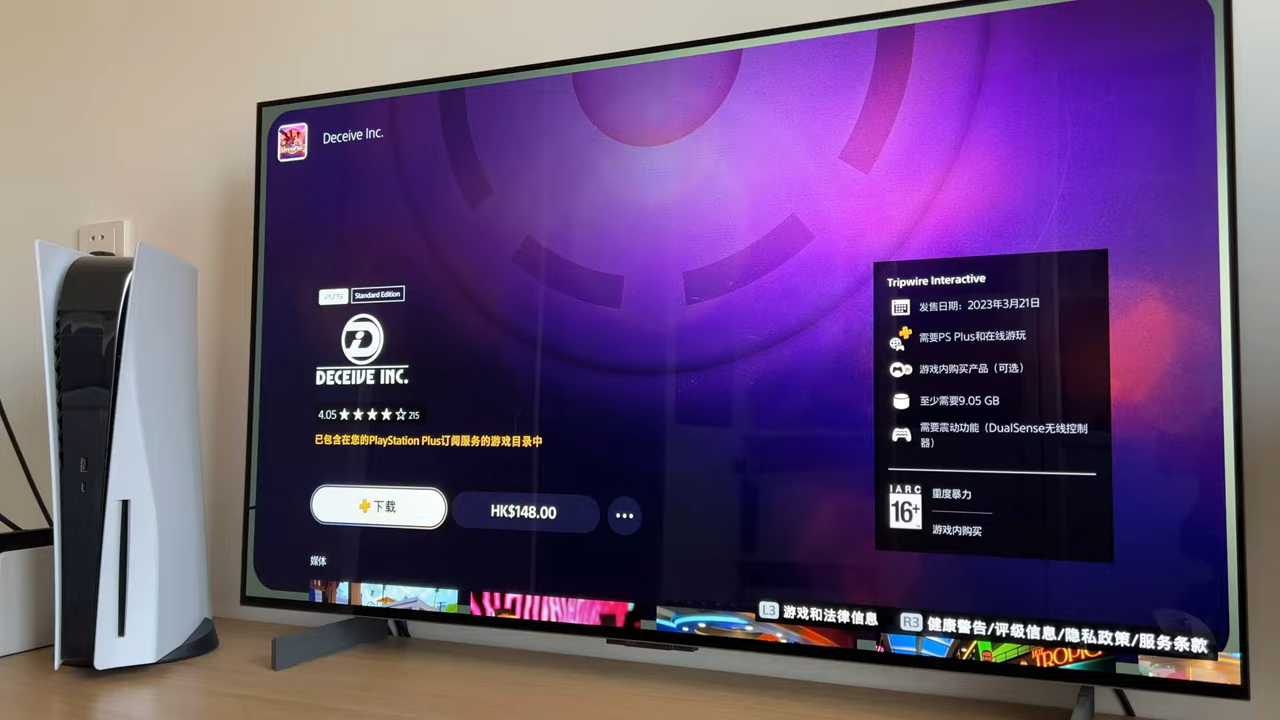 Deceive Inc.
PS5 Standard Edition
DECEIVE INC.
4.05 ★★★★☆ 215
已包含在您的PlayStation Plus订阅服务的游戏目录中
下载
HK$148.00
媒体
Tripwire Interactive
发售日期：2023年3月21日
需要PS Plus和在线游玩
游戏内购买产品（可选）
至少需要9.05 GB
需要震动功能（DualSense无线控制
器）
IARC
16+
重度暴力
游戏内购买
L3 游戏和法律信息
R3 健康警告/评级信息/隐私政策/服务条款
TROPIC